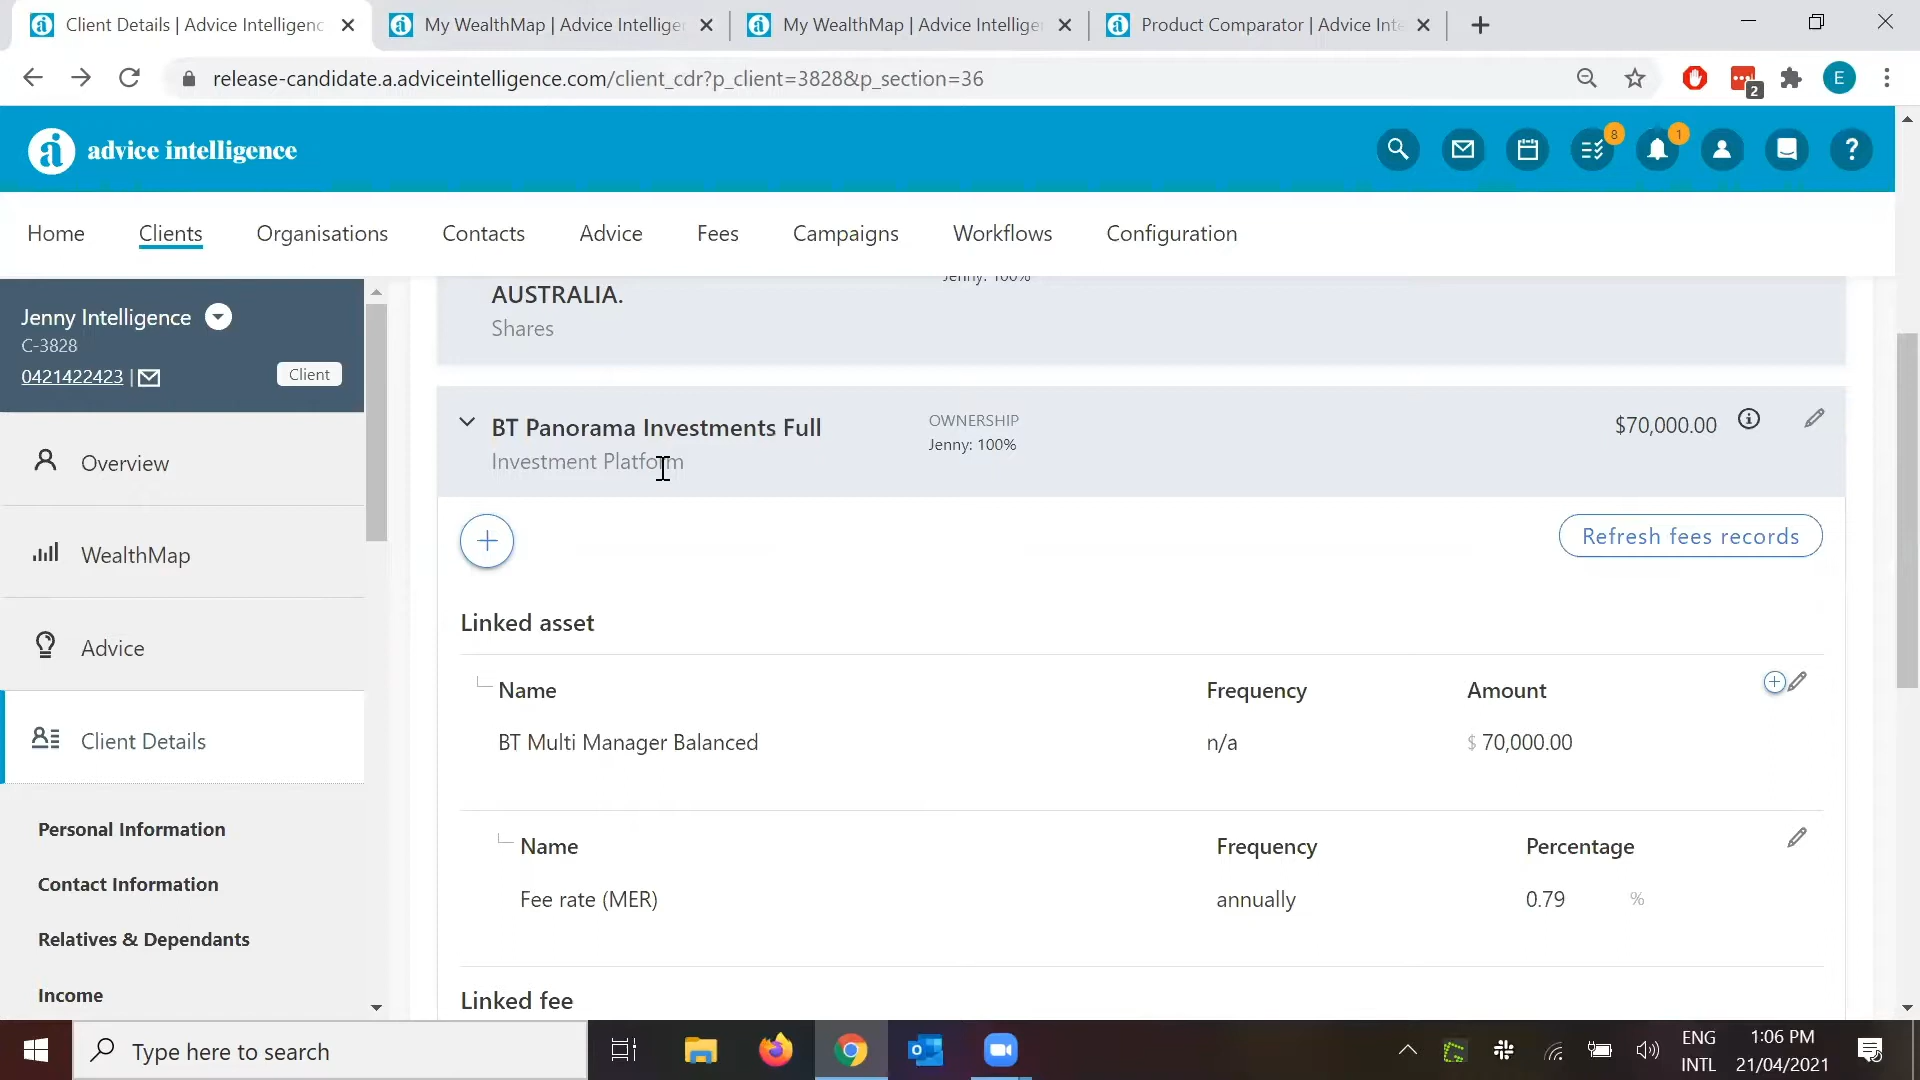 Client Details | Advice Intelligenc
My WealthMap | Advice Intellige
My WealthMap | Advice Intellige
Product Comparator | Advice Inte
release-candidate.a.adviceintelligence.com/client_cdr?p_client=3828&p_section=36
2
E
advice intelligence
8
1
?
Home
Clients
Organisations
Contacts
Advice
Fees
Campaigns
Workflows
Configuration
Jenny Intelligence
C-3828
0421422423 |
Client
Overview
WealthMap
Advice
Client Details
Personal Information
Contact Information
Relatives & Dependants
Income
Jenny: 100%
AUSTRALIA.
Shares
BT Panorama Investments Full
Investment Platform
OWNERSHIP
Jenny: 100%
$70,000.00
Refresh fees records
Linked asset
Name Frequency Amount
BT Multi Manager Balanced n/a $ 70,000.00
Name Frequency Percentage
Fee rate (MER) annually 0.79 %
Linked fee
Type here to search
ENG
INTL
1:06 PM
21/04/2021